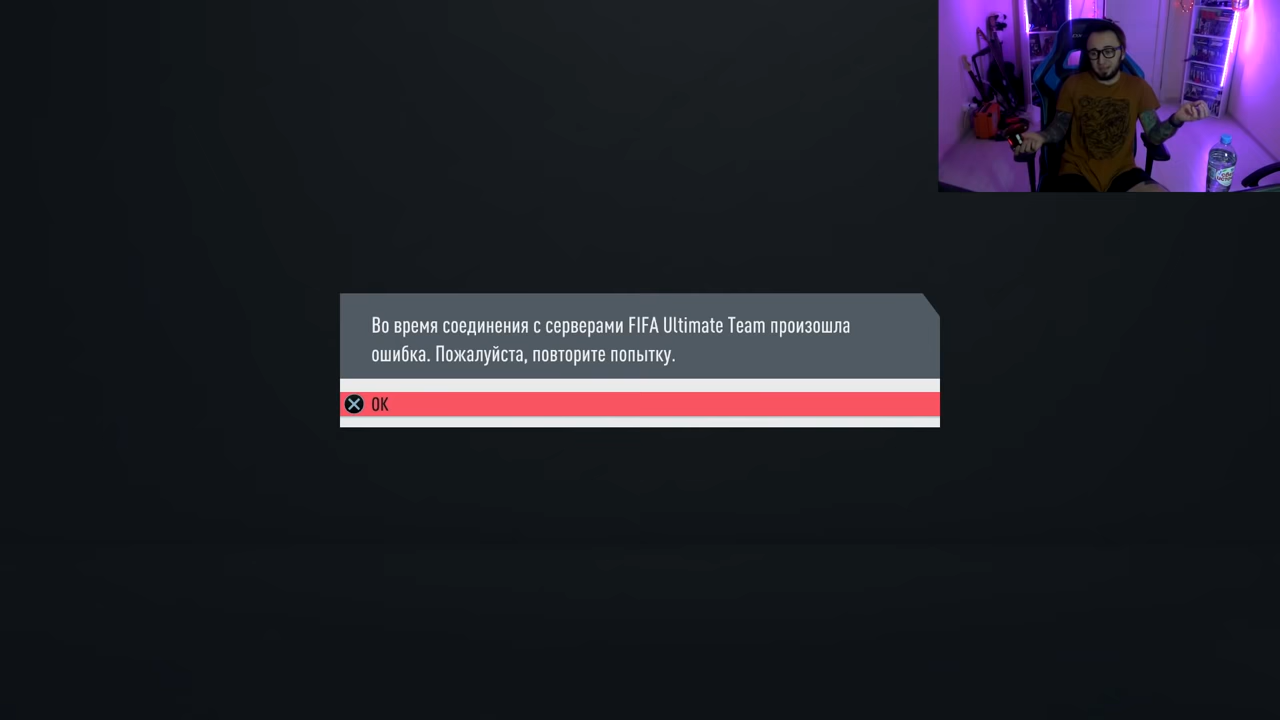 Во время соединения с серверами FIFA Ultimate Team произошла
ошибка. Пожалуйста, повторите попытку.
OK